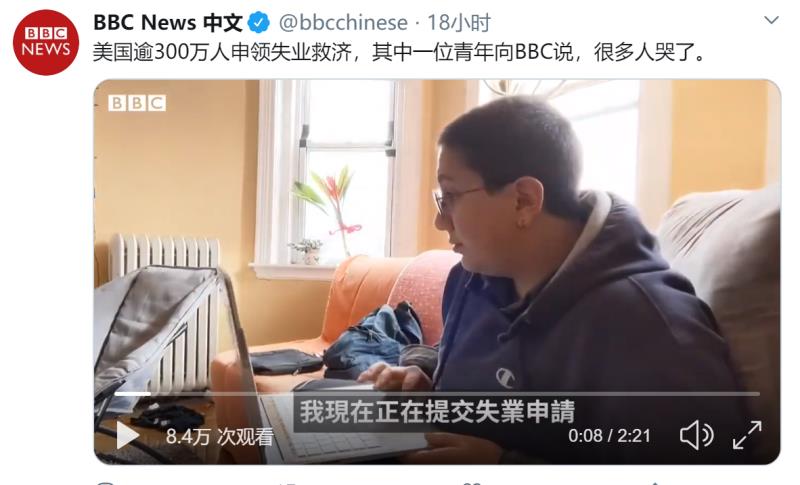 BBC NEWS
BBC News 中文 @bbcchinese · 18小时
美国逾300万人申领失业救济，其中一位青年向BBC说，很多人哭了。
BBC
我現在正在提交失業申請
8.4万 次观看
0:08 / 2:21